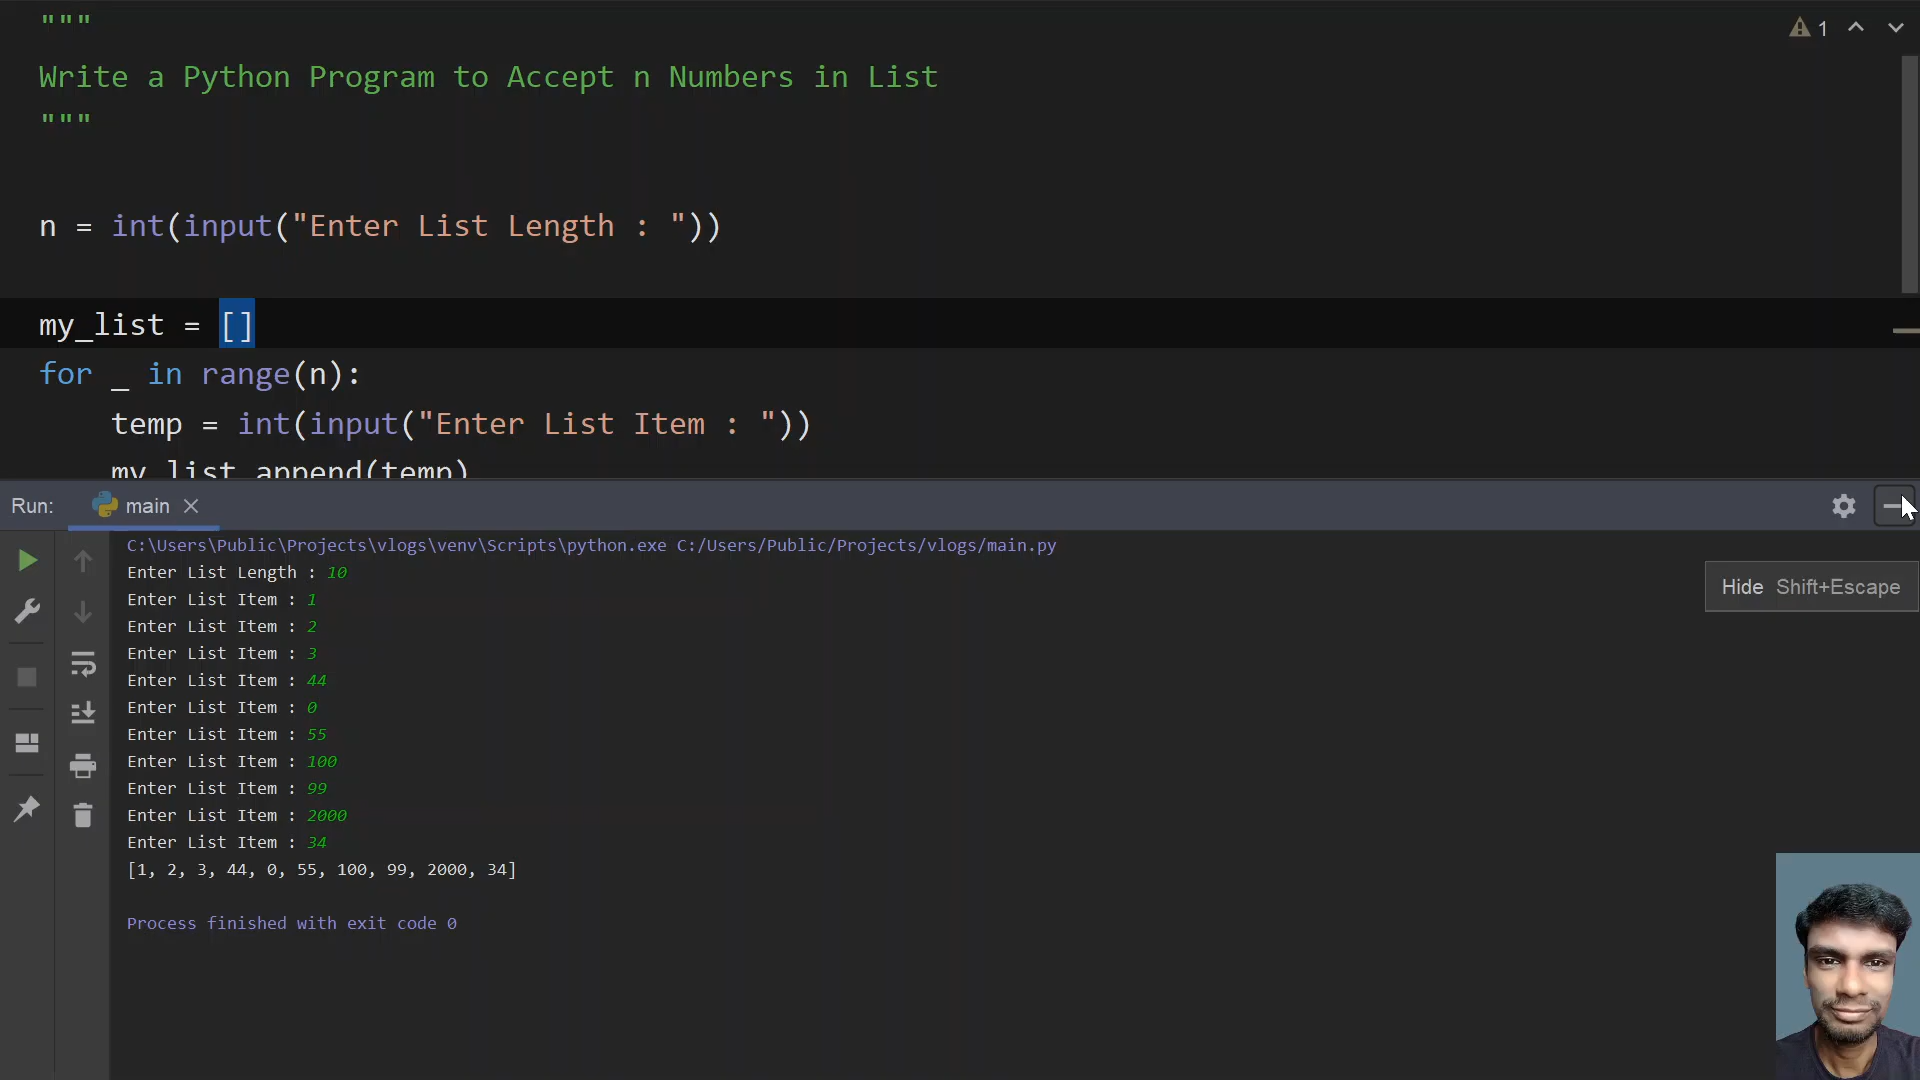 """
1
Write a Python Program to Accept n Numbers in List
"""
n = int(input("Enter List Length : "))
my_list = []
for _ in range(n):
    temp = int(input("Enter List Item : "))
    my_list.append(temp)
Run: main
C:\Users\Public\Projects\vlogs\venv\Scripts\python.exe C:/Users/Public/Projects/vlogs/main.py
Enter List Length : 10
Hide Shift+Escape
Enter List Item : 1
Enter List Item : 2
Enter List Item : 3
Enter List Item : 44
Enter List Item : 0
Enter List Item : 55
Enter List Item : 100
Enter List Item : 99
Enter List Item : 2000
Enter List Item : 34
[1, 2, 3, 44, 0, 55, 100, 99, 2000, 34]
Process finished with exit code 0